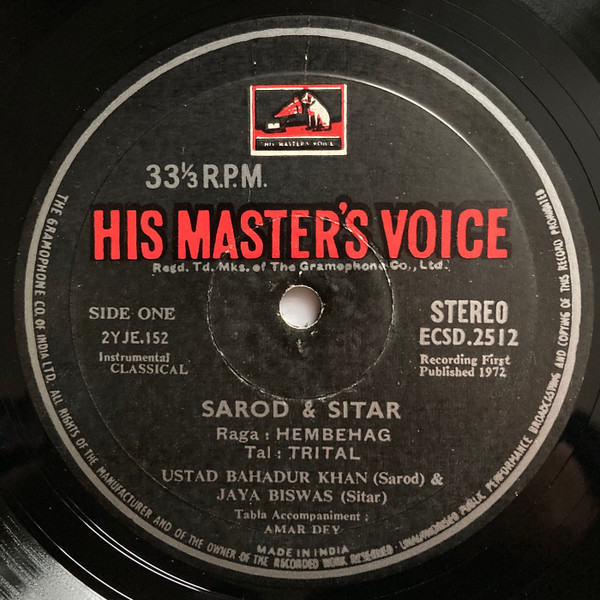 HIS MASTER'S VOICE
33⅓ R.P.M.
HIS MASTER'S VOICE
Regd. Td. Mks. of The Gramophone Co., Ltd.
SIDE ONE
2YJE.152
Instrumental
CLASSICAL
STEREO
ECSD.2512
Recording First
Published 1972
SAROD & SITAR
Raga : HEMBEHAG
Tal : TRITAL
USTAD BAHADUR KHAN (Sarod) &
JAYA BISWAS (Sitar)
Tabla Accompaniment :
AMAR DEY
MADE IN INDIA
THE GRAMOPHONE CO. OF INDIA LTD. ALL RIGHTS OF THE MANUFACTURER AND OF THE OWNER OF THE RECORDED WORK RESERVED · UNAUTHORISED PUBLIC PERFORMANCE BROADCASTING AND COPYING OF THIS RECORD PROHIBITED